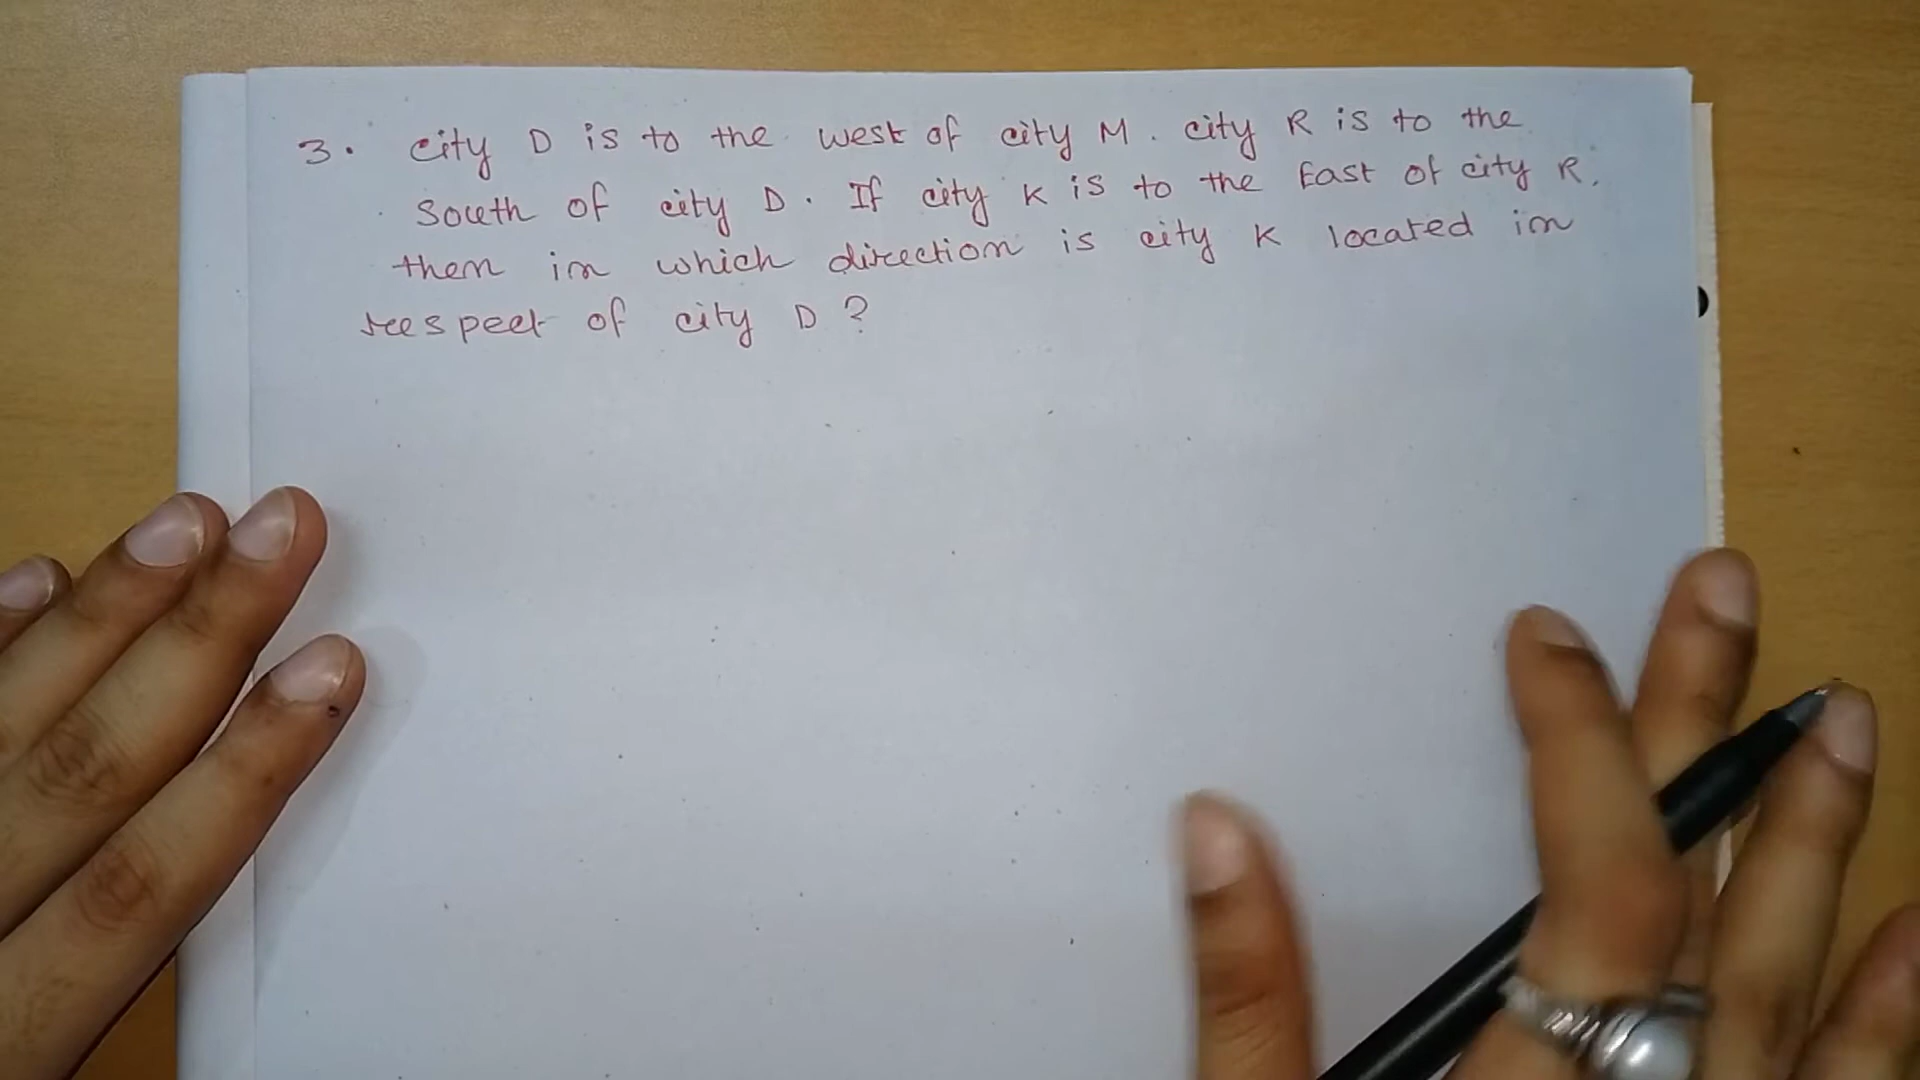 3. city D is to the west of city M. city R is to the
South of city D. If city K is to the East of city R.
then in which direction is city K located in
respect of city D?